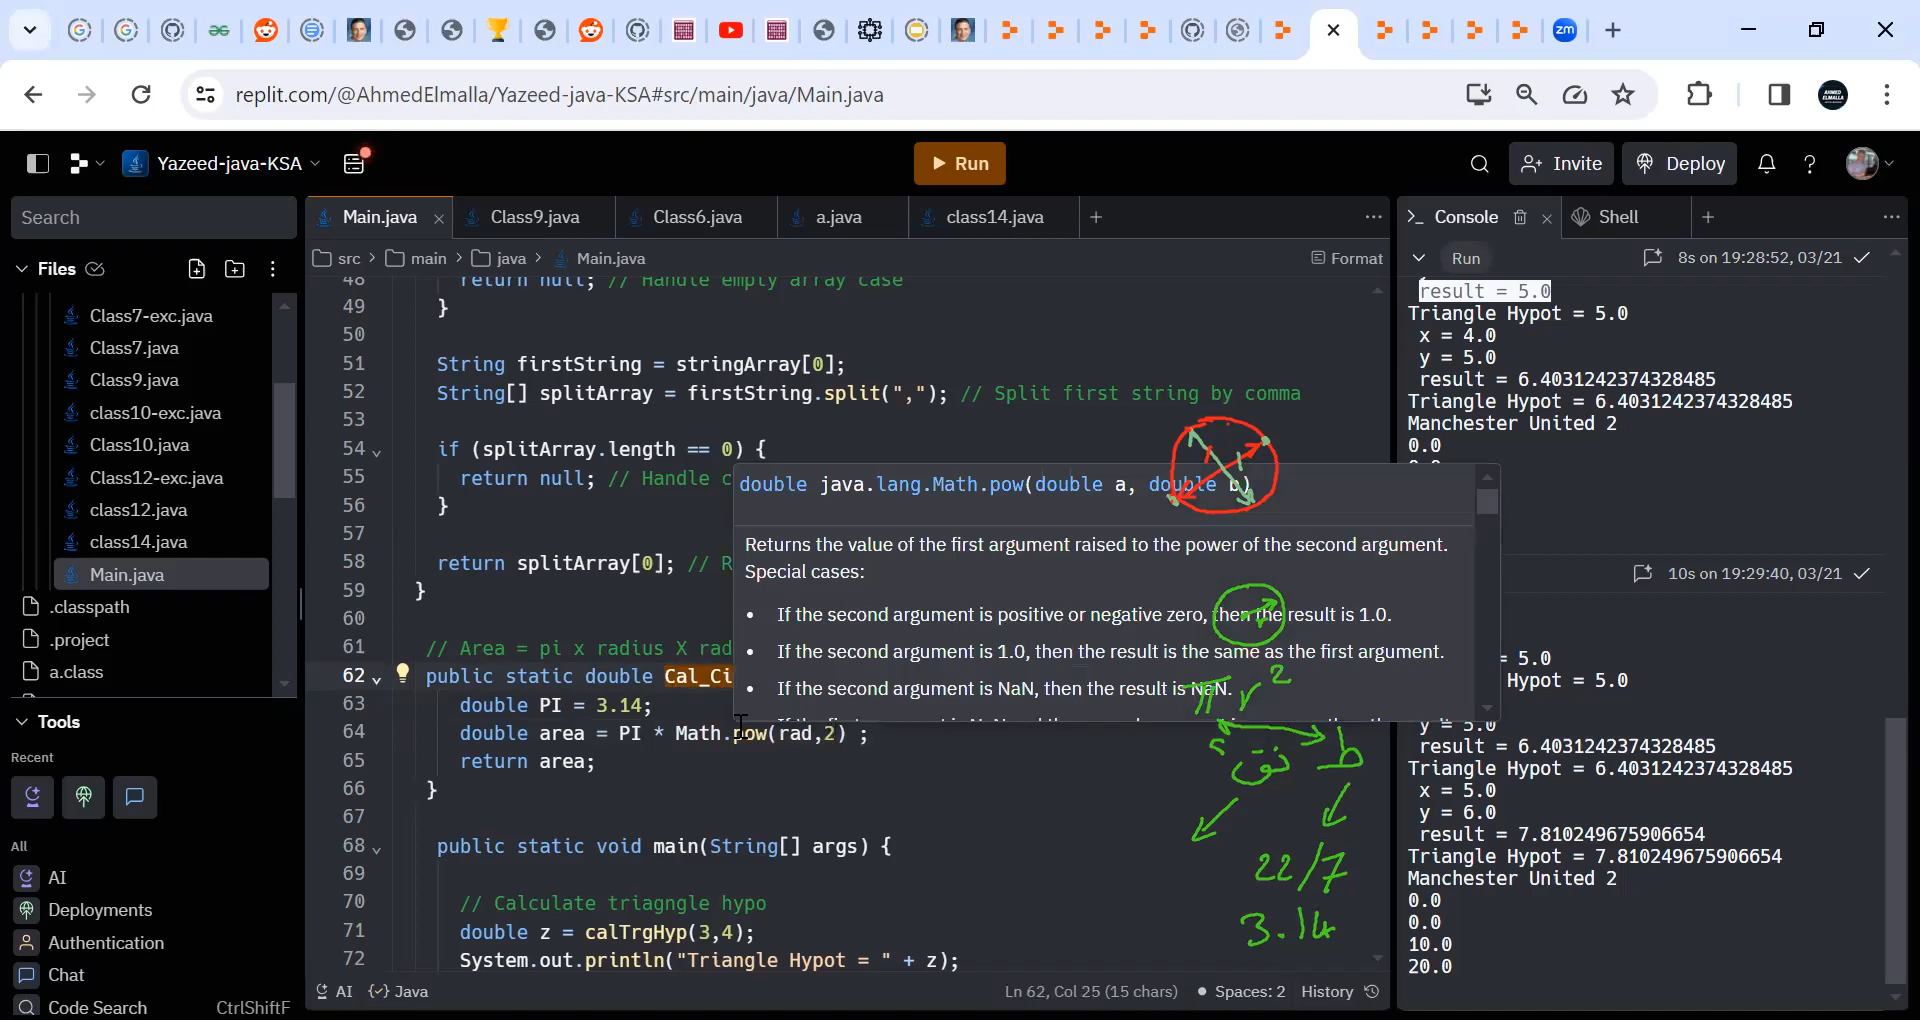 replit.com/@AhmedElmalla/Yazeed-java-KSA#src/main/java/Main.java
Yazeed-java-KSA
Run
Invite
Deploy
Search
Files
Class7-exc.java
Class7.java
Class9.java
class10-exc.java
Class10.java
Class12-exc.java
class12.java
class14.java
Main.java
.classpath
.project
a.class
Tools
Recent
All
AI
Deployments
Authentication
Chat
Code Search CtrlShiftF
Main.java
Class9.java
Class6.java
a.java
class14.java
src > main > java > Main.java
Format
48 return null; // Handle empty array case
49 }
50
51 String firstString = stringArray[0];
52 String[] splitArray = firstString.split(","); // Split first string by comma
53
54 if (splitArray.length == 0) {
55 return null; // Handle c
56 }
57
58 return splitArray[0]; // R
59 }
60
61 // Area = pi x radius X rad
62 public static double Cal_Ci
63 double PI = 3.14;
64 double area = PI * Math.pow(rad,2) ;
65 return area;
66 }
67
68 public static void main(String[] args) {
69
70 // Calculate triagngle hypo
71 double z = calTrgHyp(3,4);
72 System.out.println("Triangle Hypot = " + z);
double java.lang.Math.pow(double a, double b)
Returns the value of the first argument raised to the power of the second argument.
Special cases:
• If the second argument is positive or negative zero, then the result is 1.0.
• If the second argument is 1.0, then the result is the same as the first argument.
• If the second argument is NaN, then the result is NaN.
π r²
نق ط
22/7
3.14
AI
Java
Ln 62, Col 25 (15 chars)
Spaces: 2
History
Console
Shell
Run
8s on 19:28:52, 03/21
result = 5.0
Triangle Hypot = 5.0
x = 4.0
y = 5.0
result = 6.4031242374328485
Triangle Hypot = 6.4031242374328485
Manchester United 2
0.0
10s on 19:29:40, 03/21
= 5.0
Hypot = 5.0
y = 5.0
result = 6.4031242374328485
Triangle Hypot = 6.4031242374328485
x = 5.0
y = 6.0
result = 7.810249675906654
Triangle Hypot = 7.810249675906654
Manchester United 2
0.0
0.0
10.0
20.0